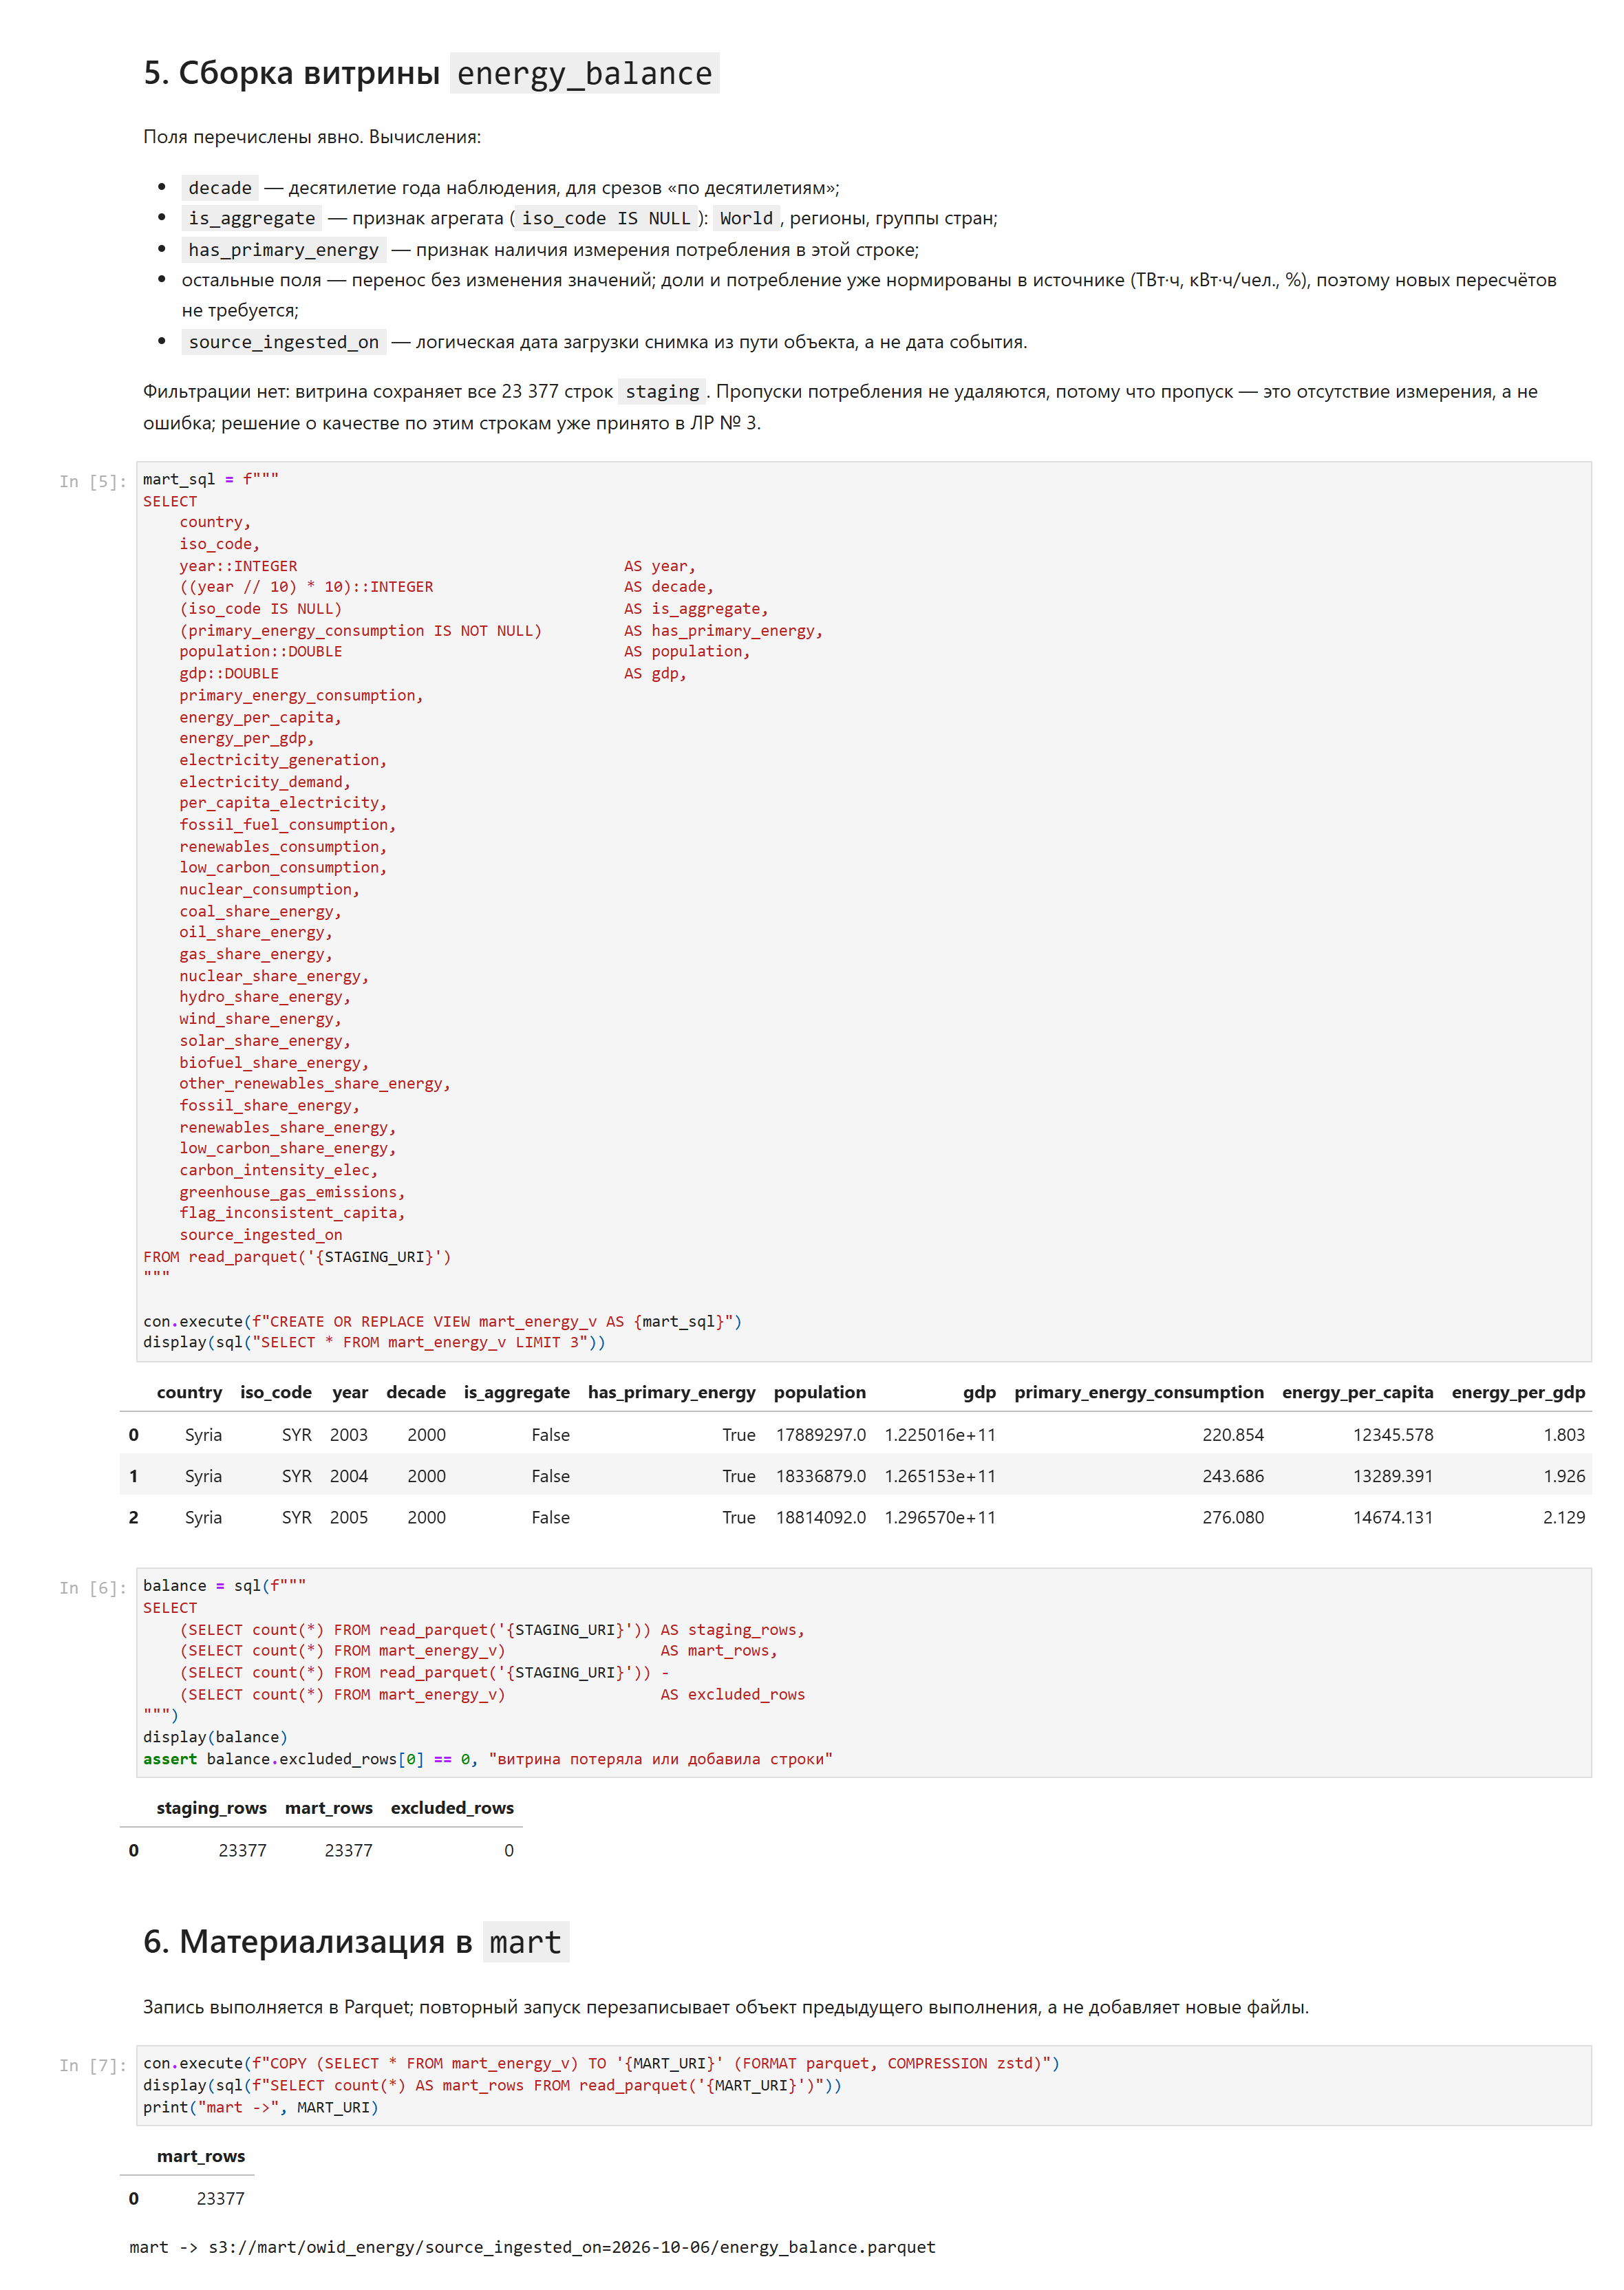 5. Сборка витрины energy_balance
Поля перечислены явно. Вычисления:
• decade — десятилетие года наблюдения, для срезов «по десятилетиям»;
• is_aggregate — признак агрегата ( iso_code IS NULL ): World , регионы, группы стран;
• has_primary_energy — признак наличия измерения потребления в этой строке;
• остальные поля — перенос без изменения значений; доли и потребление уже нормированы в источнике (ТВт·ч, кВт·ч/чел., %), поэтому новых пересчётов
не требуется;
• source_ingested_on — логическая дата загрузки снимка из пути объекта, а не дата события.
Фильтрации нет: витрина сохраняет все 23 377 строк staging . Пропуски потребления не удаляются, потому что пропуск — это отсутствие измерения, а не
ошибка; решение о качестве по этим строкам уже принято в ЛР № 3.
In [5]: mart_sql = f"""
SELECT
    country,
    iso_code,
    year::INTEGER                                    AS year,
    ((year // 10) * 10)::INTEGER                     AS decade,
    (iso_code IS NULL)                               AS is_aggregate,
    (primary_energy_consumption IS NOT NULL)         AS has_primary_energy,
    population::DOUBLE                               AS population,
    gdp::DOUBLE                                      AS gdp,
    primary_energy_consumption,
    energy_per_capita,
    energy_per_gdp,
    electricity_generation,
    electricity_demand,
    per_capita_electricity,
    fossil_fuel_consumption,
    renewables_consumption,
    low_carbon_consumption,
    nuclear_consumption,
    coal_share_energy,
    oil_share_energy,
    gas_share_energy,
    nuclear_share_energy,
    hydro_share_energy,
    wind_share_energy,
    solar_share_energy,
    biofuel_share_energy,
    other_renewables_share_energy,
    fossil_share_energy,
    renewables_share_energy,
    low_carbon_share_energy,
    carbon_intensity_elec,
    greenhouse_gas_emissions,
    flag_inconsistent_capita,
    source_ingested_on
FROM read_parquet('{STAGING_URI}')
"""
con.execute(f"CREATE OR REPLACE VIEW mart_energy_v AS {mart_sql}")
display(sql("SELECT * FROM mart_energy_v LIMIT 3"))
country iso_code year decade is_aggregate has_primary_energy population gdp primary_energy_consumption energy_per_capita energy_per_gdp
0 Syria SYR 2003 2000 False True 17889297.0 1.225016e+11 220.854 12345.578 1.803
1 Syria SYR 2004 2000 False True 18336879.0 1.265153e+11 243.686 13289.391 1.926
2 Syria SYR 2005 2000 False True 18814092.0 1.296570e+11 276.080 14674.131 2.129
In [6]: balance = sql(f"""
SELECT
    (SELECT count(*) FROM read_parquet('{STAGING_URI}')) AS staging_rows,
    (SELECT count(*) FROM mart_energy_v)                 AS mart_rows,
    (SELECT count(*) FROM read_parquet('{STAGING_URI}')) -
    (SELECT count(*) FROM mart_energy_v)                 AS excluded_rows
""")
display(balance)
assert balance.excluded_rows[0] == 0, "витрина потеряла или добавила строки"
staging_rows mart_rows excluded_rows
0 23377 23377 0
6. Материализация в mart
Запись выполняется в Parquet; повторный запуск перезаписывает объект предыдущего выполнения, а не добавляет новые файлы.
In [7]: con.execute(f"COPY (SELECT * FROM mart_energy_v) TO '{MART_URI}' (FORMAT parquet, COMPRESSION zstd)")
display(sql(f"SELECT count(*) AS mart_rows FROM read_parquet('{MART_URI}')"))
print("mart ->", MART_URI)
mart_rows
0 23377
mart -> s3://mart/owid_energy/source_ingested_on=2026-10-06/energy_balance.parquet